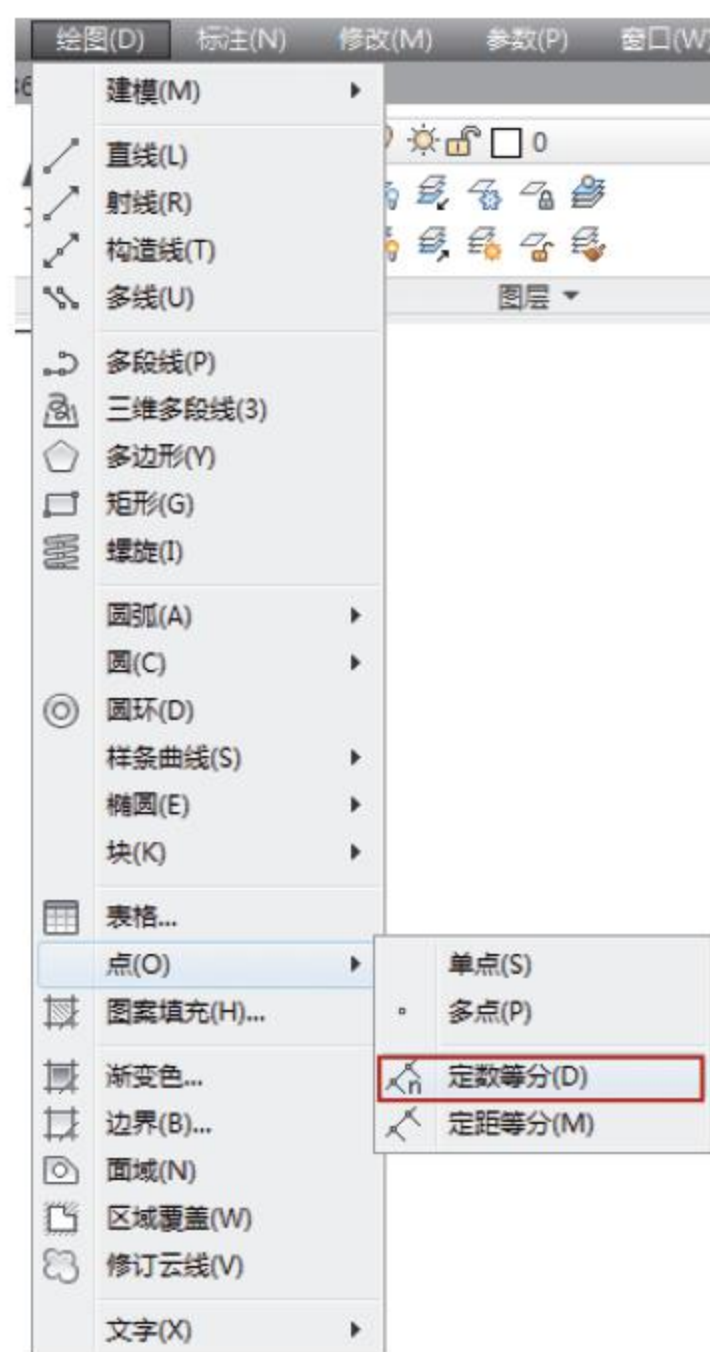 绘图(D) 标注(N) 修改(M) 参数(P) 窗口(W)
建模(M)
直线(L)
0
射线(R)
构造线(T)
多线(U)
图层
多段线(P)
三维多段线(3)
多边形(Y)
矩形(G)
螺旋(I)
圆弧(A)
圆(C)
圆环(D)
样条曲线(S)
椭圆(E)
块(K)
表格...
点(O)
图案填充(H)...
渐变色...
边界(B)...
面域(N)
区域覆盖(W)
修订云线(V)
文字(X)
单点(S)
多点(P)
n 定数等分(D)
定距等分(M)